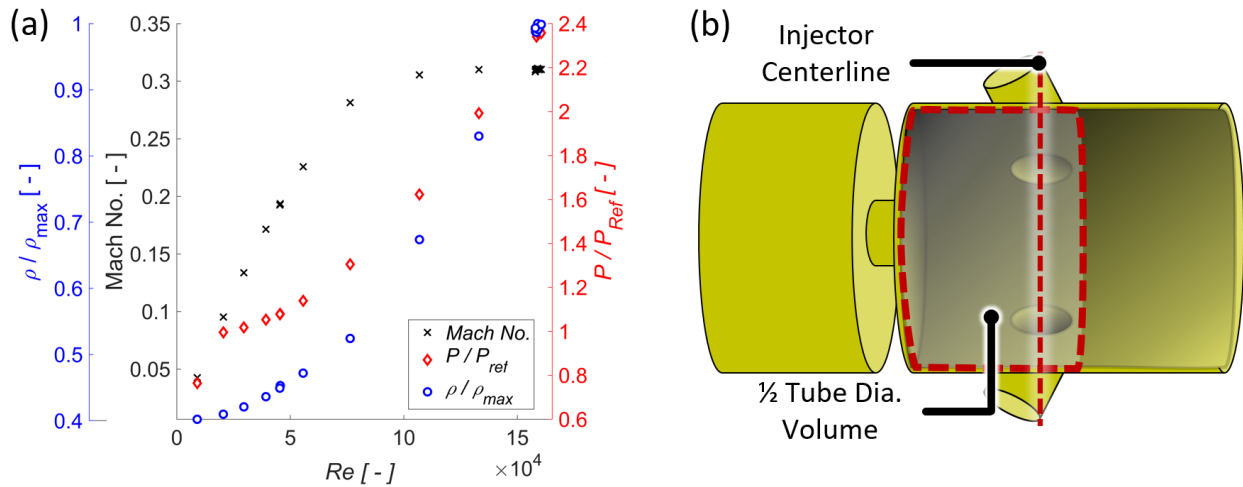 (a)
1
0.9
0.8
0.7
0.6
0.5
0.4
ρ / ρmax [ - ]
0.35
0.3
0.25
0.2
0.15
0.1
0.05
Mach No. [ - ]
2.4
2.2
2
1.8
1.6
1.4
1.2
1
0.8
0.6
P / PRef [ - ]
Mach No.
P / Pref
ρ / ρmax
0 5 10 15
×10⁴
Re [ - ]
(b)
Injector
Centerline
½ Tube Dia.
Volume